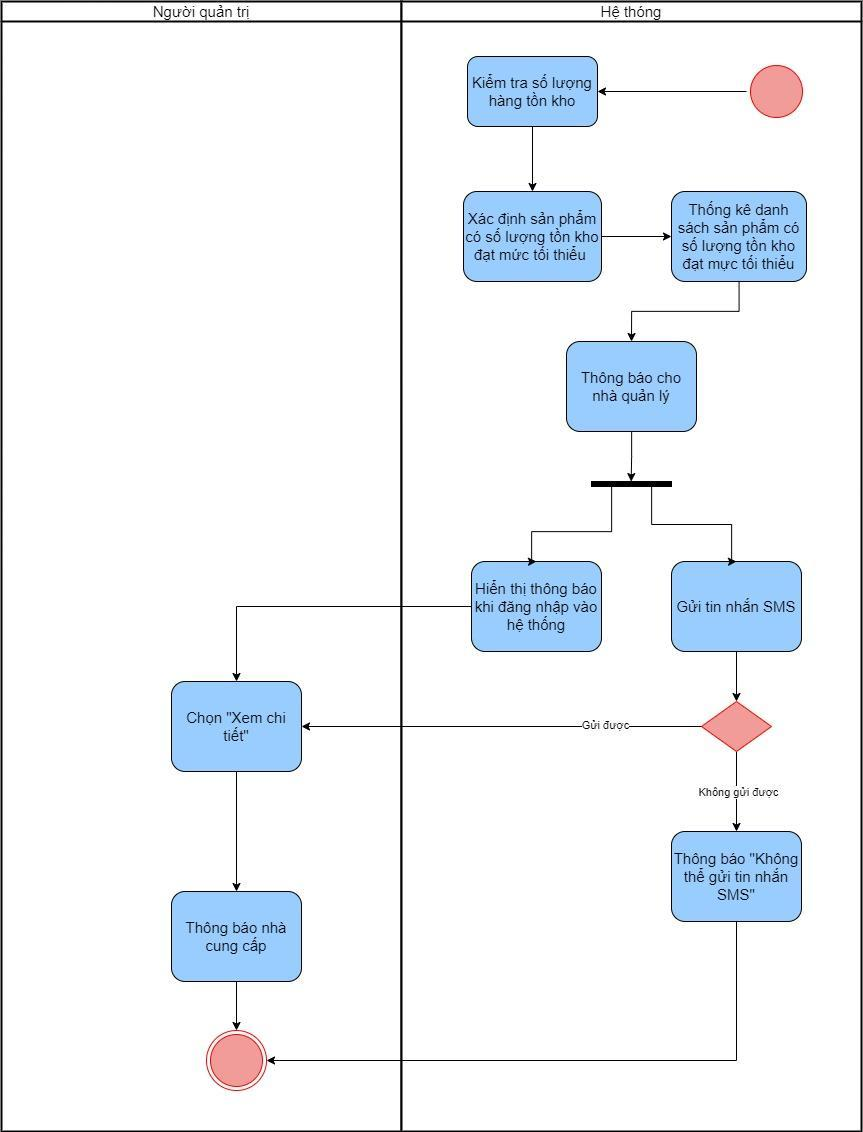 Người quản trị
Hệ thóng
Kiểm tra số lượng
hàng tồn kho
Xác định sản phẩm
có số lượng tồn kho
đạt mức tối thiểu
Thống kê danh
sách sản phẩm có
số lượng tồn kho
đạt mực tối thiểu
Thông báo cho
nhà quản lý
Hiển thị thông báo
khi đăng nhập vào
hệ thống
Gửi tin nhắn SMS
Chọn "Xem chi
tiết"
Gửi được
Không gửi được
Thông báo "Không
thể gửi tin nhắn
SMS"
Thông báo nhà
cung cấp